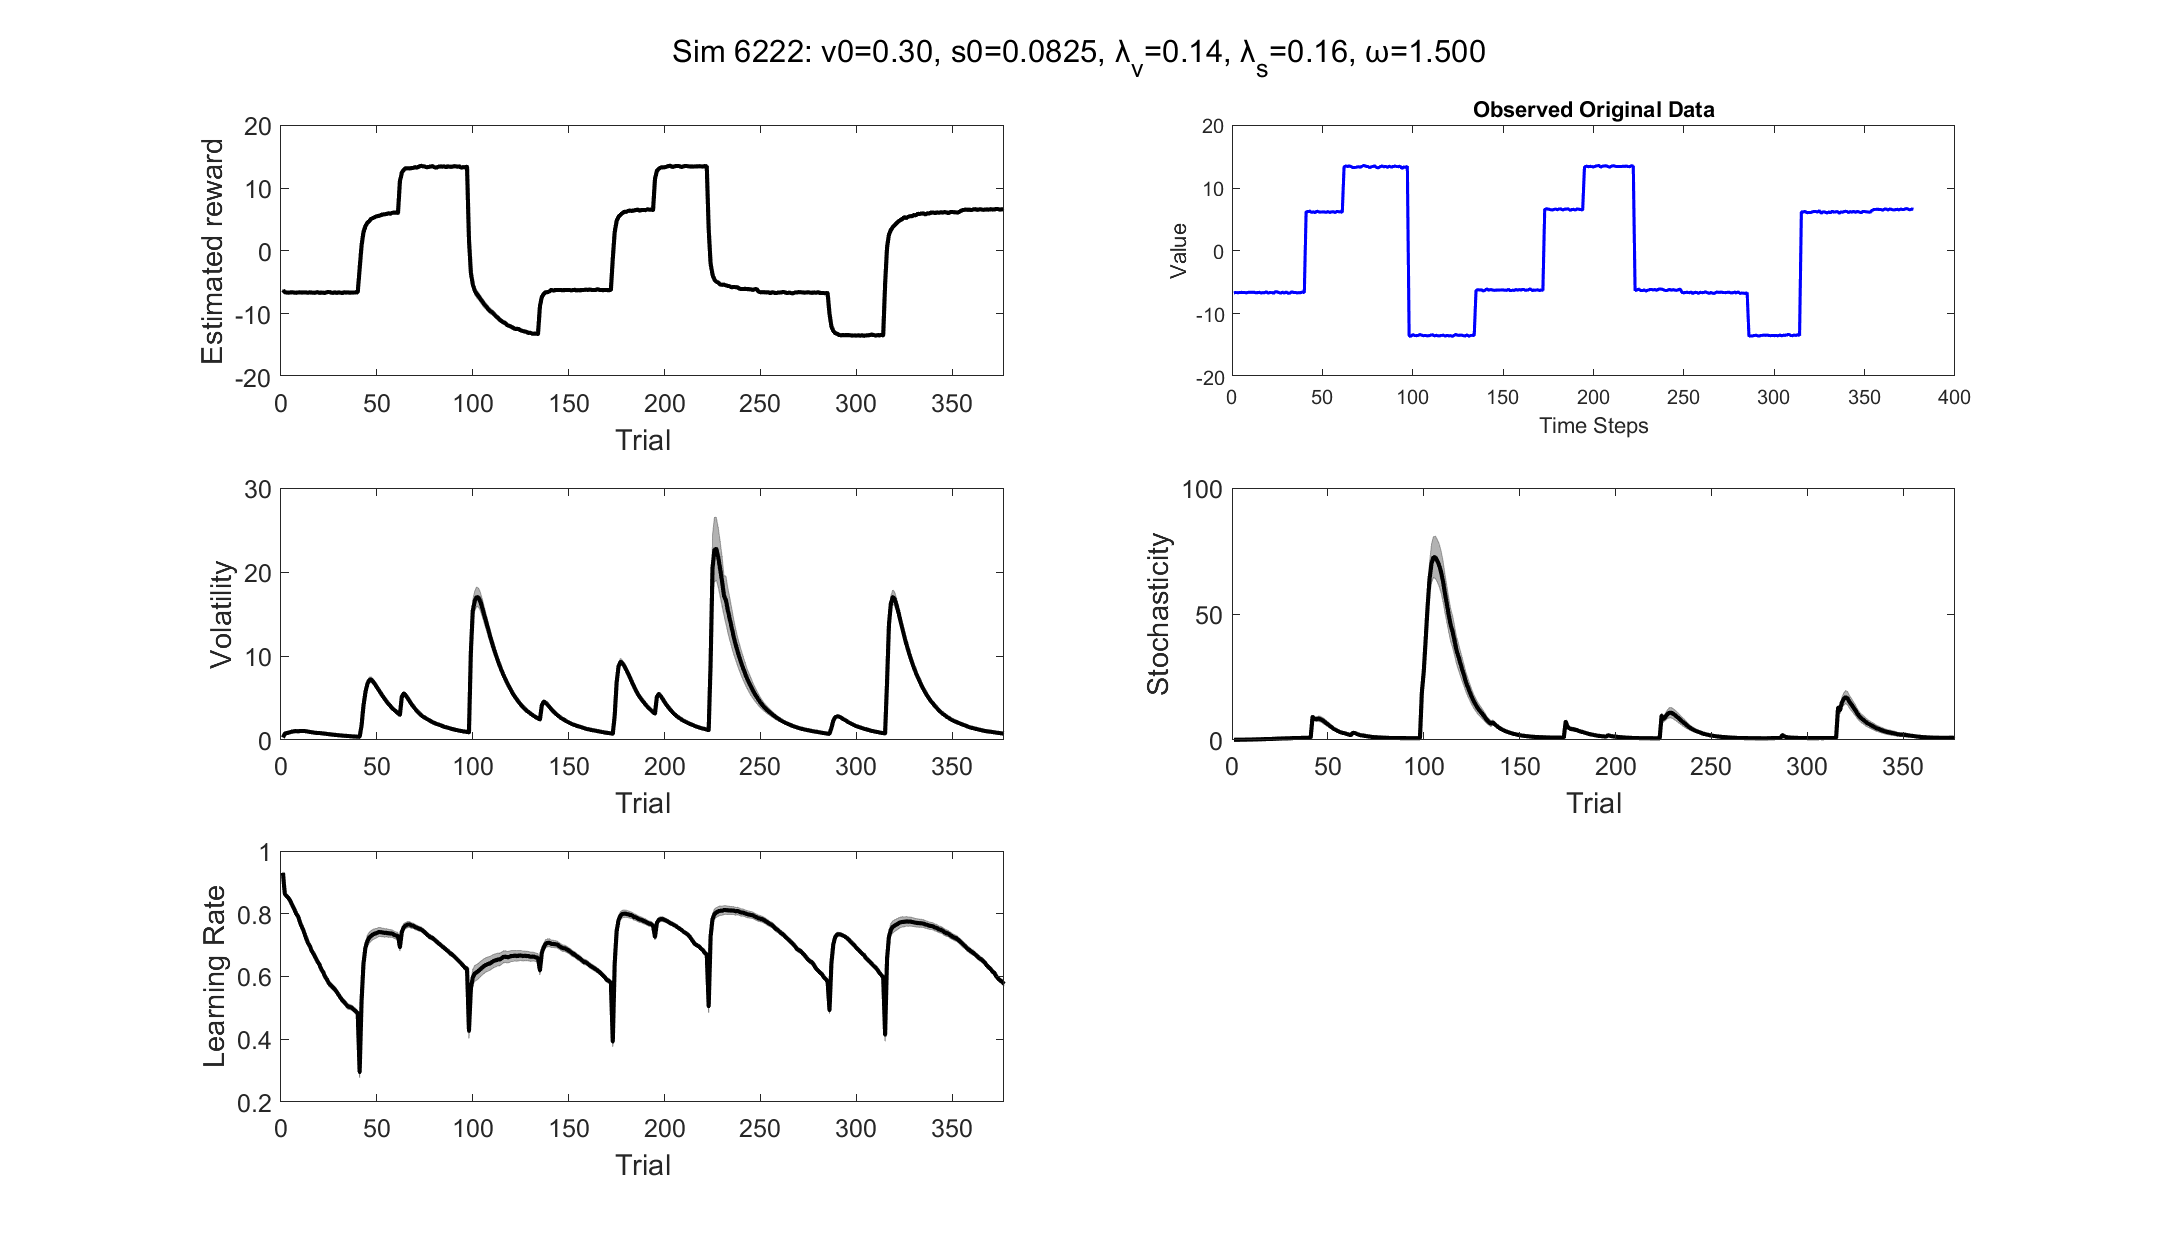 Sim 6222: v0=0.30, s0=0.0825, λv=0.14, λs=0.16, ω=1.500
Estimated reward
20
10
0
-10
-20
0 50 100 150 200 250 300 350
Trial
Observed Original Data
Value
20
10
0
-10
-20
0 50 100 150 200 250 300 350 400
Time Steps
Volatility
30
20
10
0
0 50 100 150 200 250 300 350
Trial
Stochasticity
100
50
0
0 50 100 150 200 250 300 350
Trial
Learning Rate
1
0.8
0.6
0.4
0.2
0 50 100 150 200 250 300 350
Trial